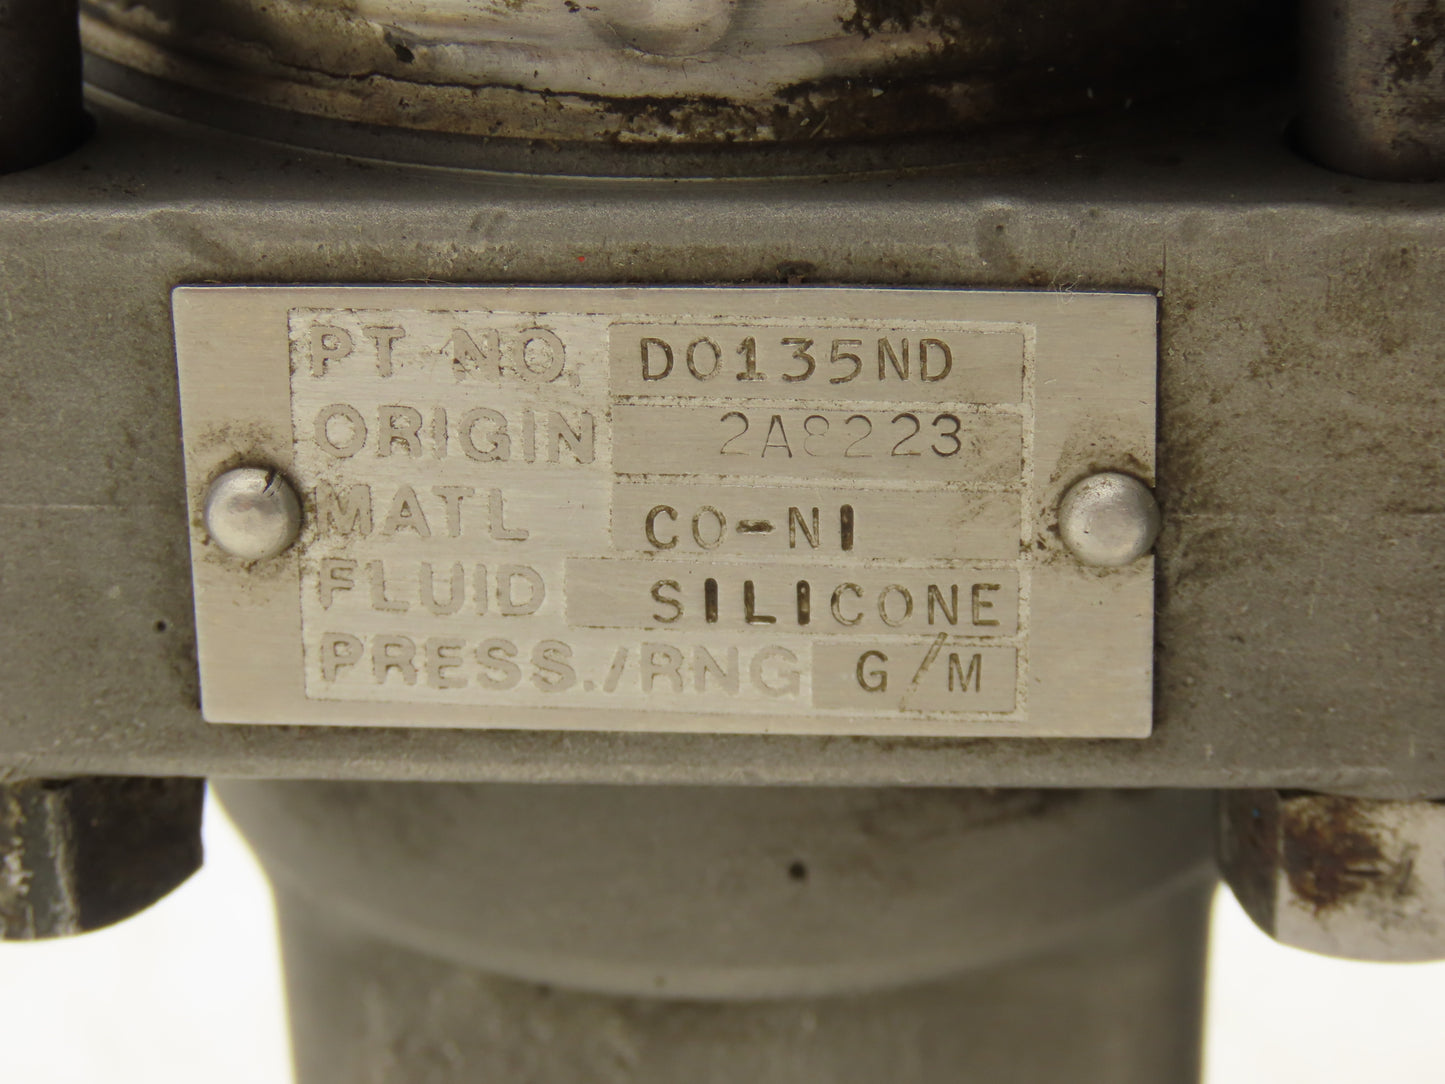 PT NO. D0135ND
ORIGIN 2A8223
MATL CO-NI
FLUID SILICONE
PRESS./RNG G/M